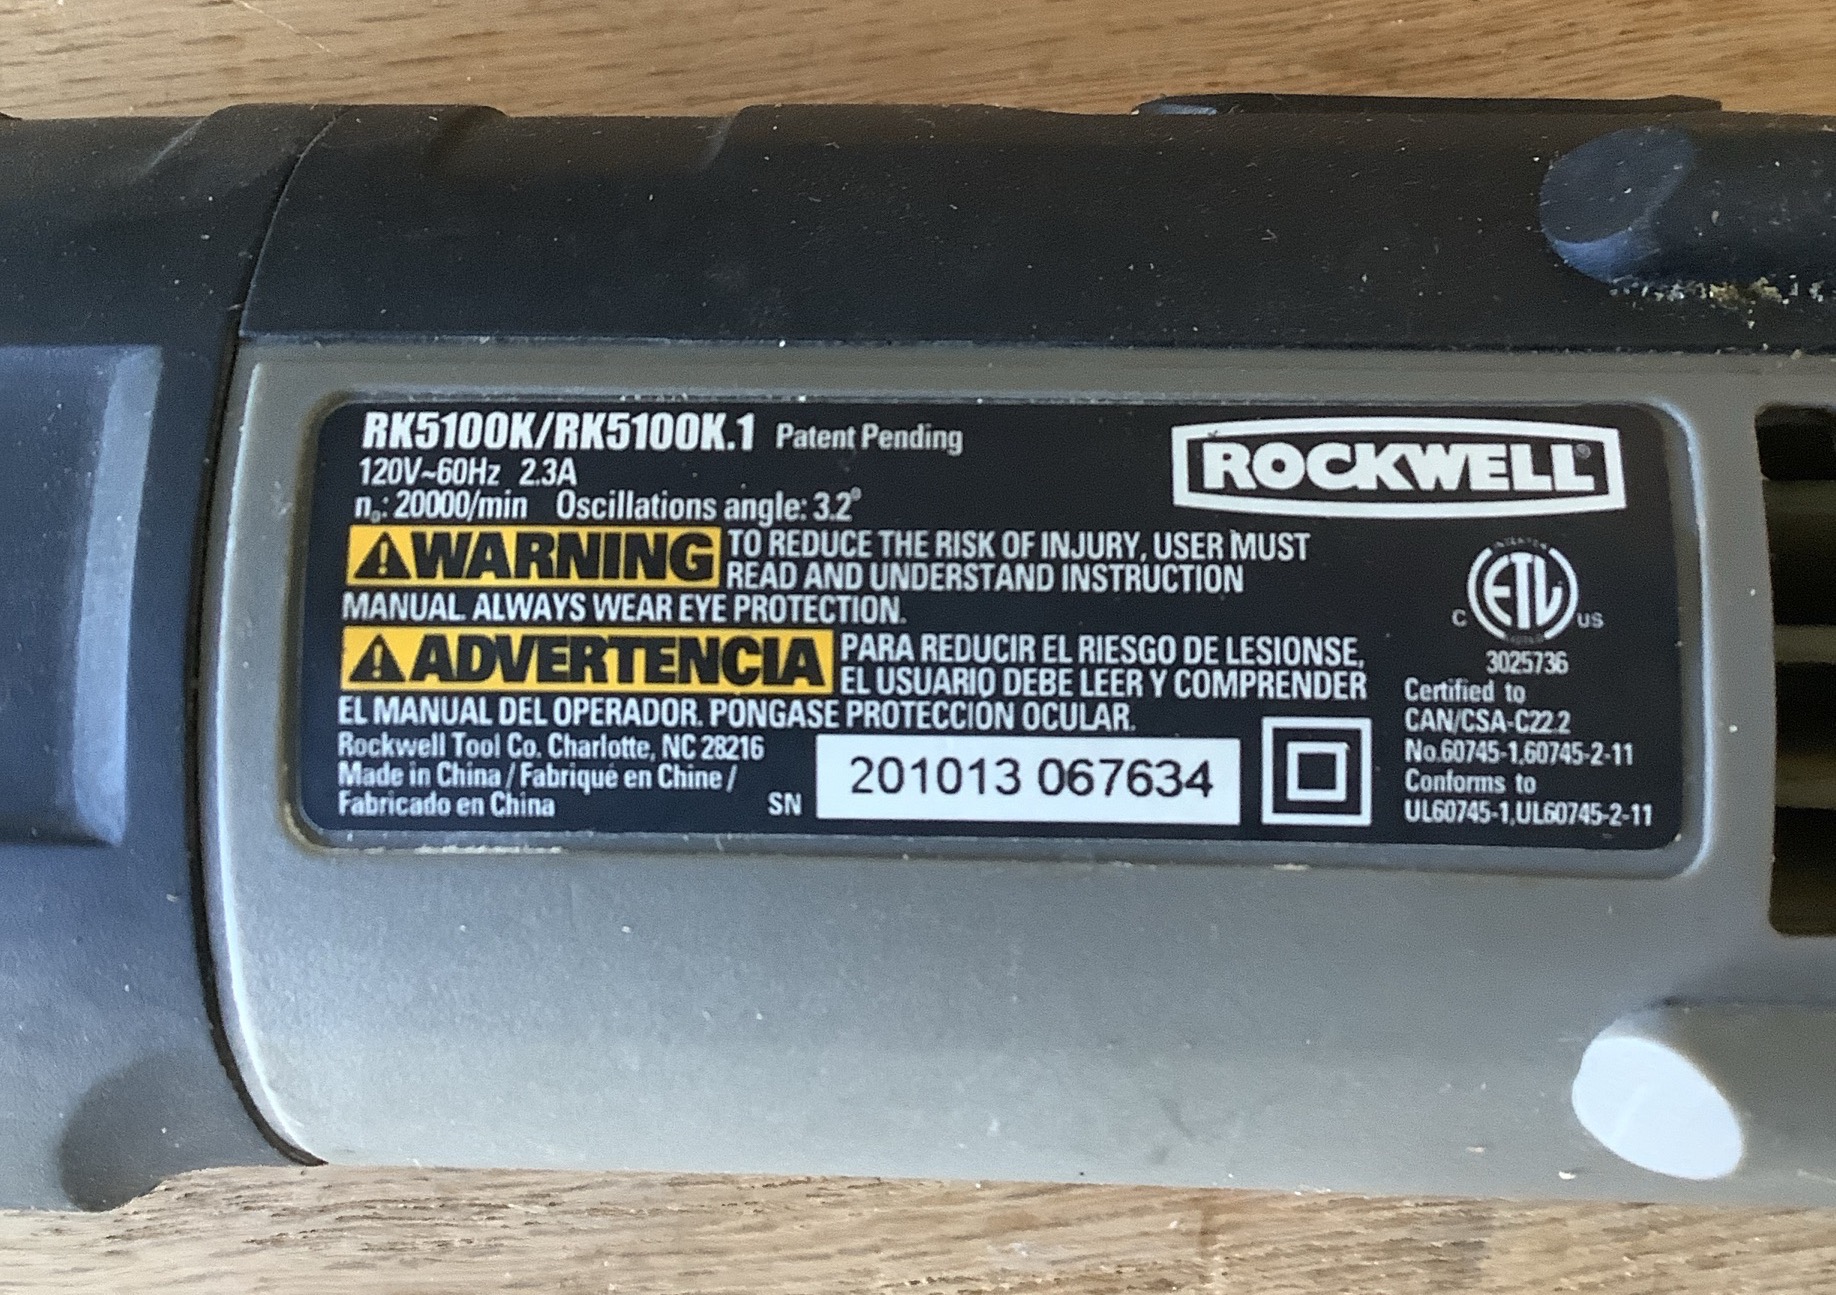 RK5100K/RK5100K.1 Patent Pending
120V~60Hz 2.3A
n₀: 20000/min Oscillations angle: 3.2°
ROCKWELL®
⚠WARNING TO REDUCE THE RISK OF INJURY, USER MUST
READ AND UNDERSTAND INSTRUCTION
MANUAL. ALWAYS WEAR EYE PROTECTION.
⚠ADVERTENCIA PARA REDUCIR EL RIESGO DE LESIONSE,
EL USUARIO DEBE LEER Y COMPRENDER
EL MANUAL DEL OPERADOR. PONGASE PROTECCIÓN OCULAR.
Rockwell Tool Co. Charlotte, NC 28216
Made in China / Fabriqué en Chine /
Fabricado en China
SN 201013 067634
INTERTEK
C ETL US
3025736
Certified to
CAN/CSA-C22.2
No.60745-1,60745-2-11
Conforms to
UL60745-1,UL60745-2-11